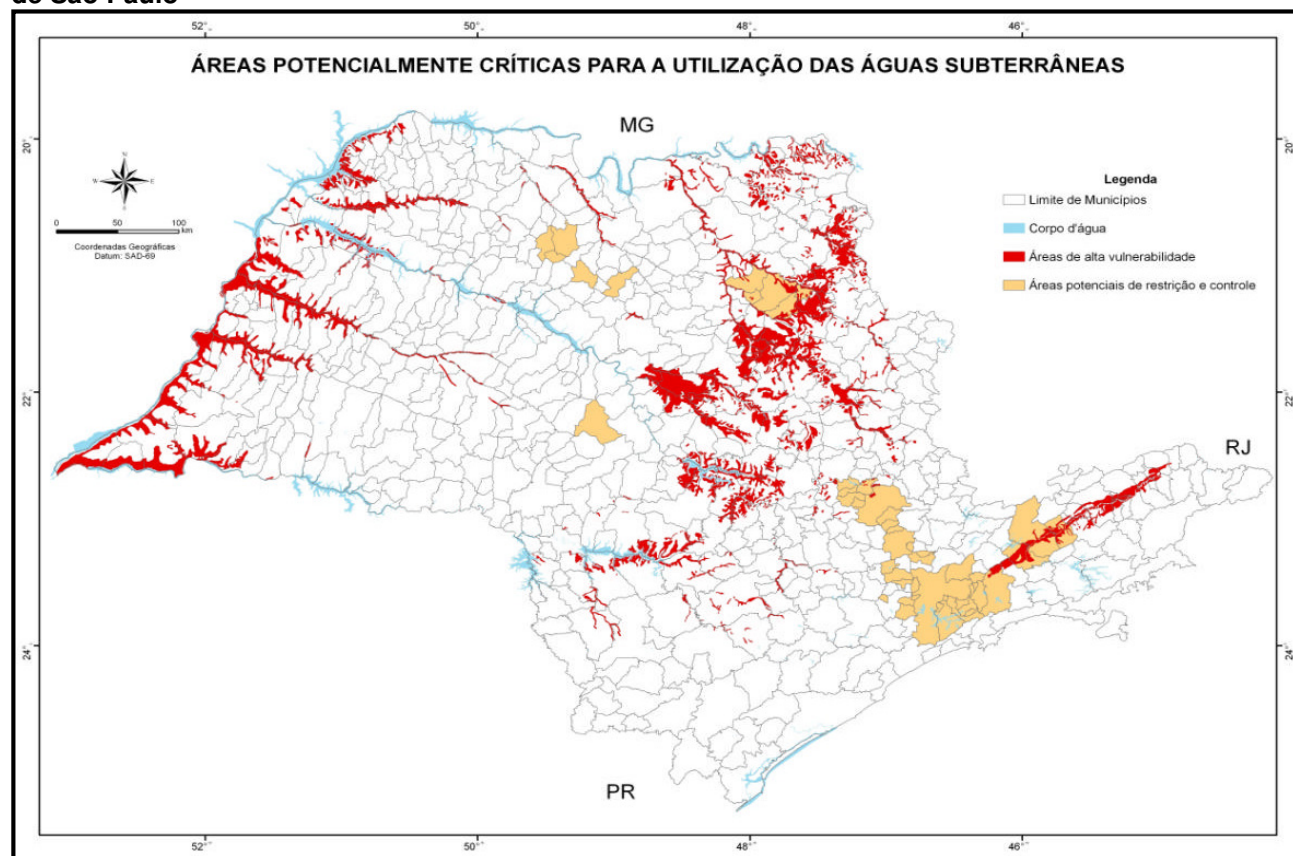 de São Paulo
52°
50°
48°
46°
ÁREAS POTENCIALMENTE CRÍTICAS PARA A UTILIZAÇÃO DAS ÁGUAS SUBTERRÂNEAS
MG
20°
20°
N
W
E
S
0 50 100
km
Coordenadas Geográficas
Datum: SAD-69
Legenda
Limite de Municípios
Corpo d'água
Áreas de alta vulnerabilidade
Áreas potenciais de restrição e controle
22°
22°
RJ
24°
24°
PR
52°
50°
48°
46°